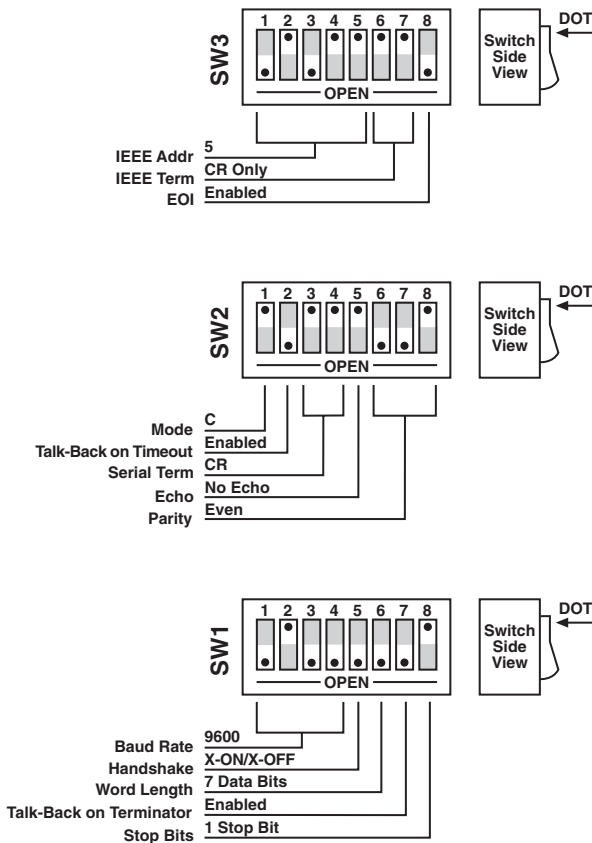 SW3
1 2 3 4 5 6 7 8
OPEN
Switch
Side
View
DOT
IEEE Addr 5
IEEE Term CR Only
EOI Enabled
SW2
1 2 3 4 5 6 7 8
OPEN
Switch
Side
View
DOT
Mode C
Talk-Back on Timeout Enabled
Serial Term CR
Echo No Echo
Parity Even
SW1
1 2 3 4 5 6 7 8
OPEN
Switch
Side
View
DOT
Baud Rate 9600
Handshake X-ON/X-OFF
Word Length 7 Data Bits
Talk-Back on Terminator Enabled
Stop Bits 1 Stop Bit